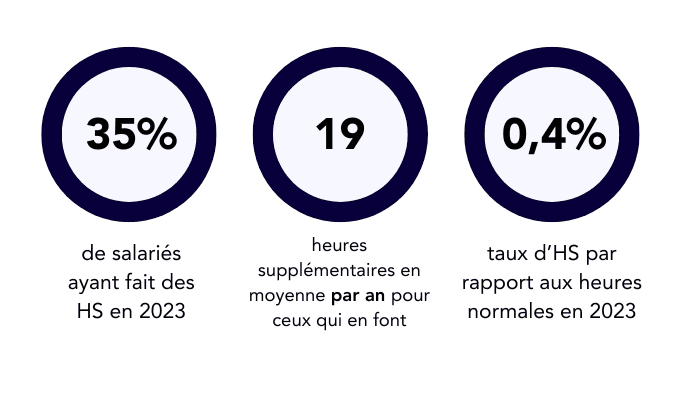 35%
de salariés
ayant fait des
HS en 2023
19
heures
supplémentaires en
moyenne par an pour
ceux qui en font
0,4%
taux d’HS par
rapport aux heures
normales en 2023